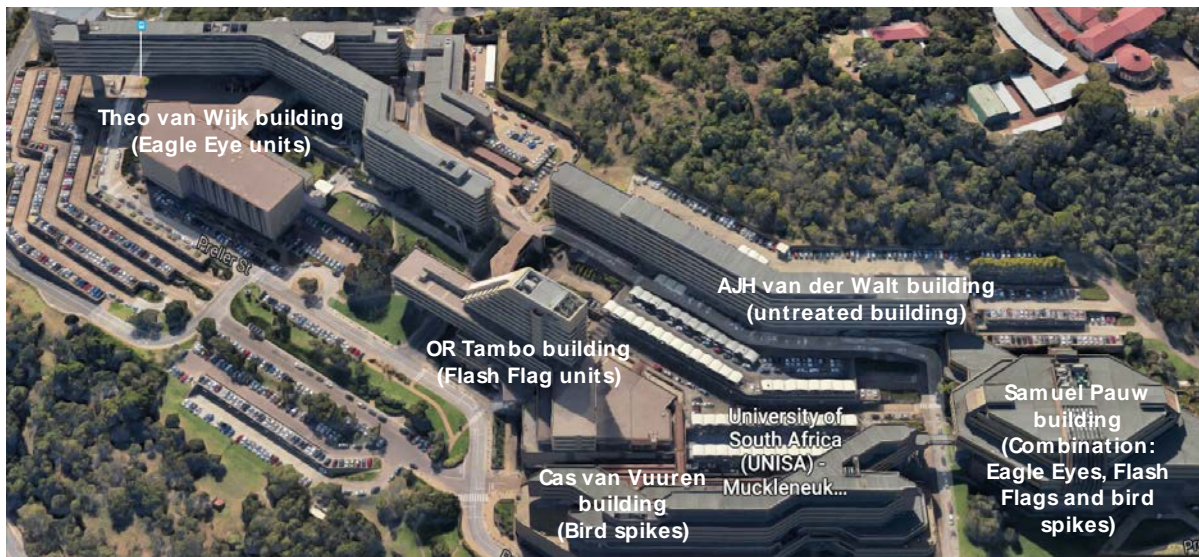 Theo van Wijk building
(Eagle Eye units)
Preller St
AJH van der Walt building
(untreated building)
OR Tambo building
(Flash Flag units)
Samuel Pauw
building
(Combination:
Eagle Eyes, Flash
Flags and bird
spikes)
University of
South Africa
(UNISA) -
Muckleneuk...
Cas van Vuuren
building
(Bird spikes)